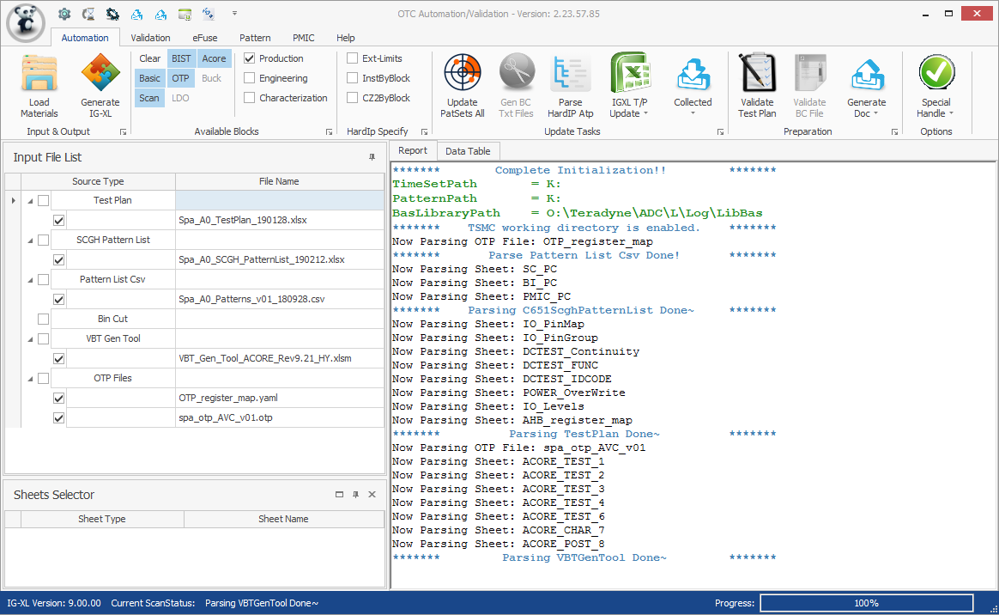 OTC Automation/Validation - Version: 2.23.57.85
Automation Validation eFuse Pattern PMIC Help
Load Materials
Generate IG-XL
Input & Output
Clear BIST Acore
Basic OTP Buck
Scan LDO
Production
Engineering
Characterization
Available Blocks
Ext-Limits
InstByBlock
CZ2ByBlock
HardIp Specify
Update PatSets All
Gen BC Txt Files
Parse HardIP Atp
IGXL T/P Update
Collected
Update Tasks
Validate Test Plan
Validate BC File
Generate Doc
Preparation
Special Handle
Options
Input File List
Source Type File Name
Test Plan
Spa_A0_TestPlan_190128.xlsx
SCGH Pattern List
Spa_A0_SCGH_PatternList_190212.xlsx
Pattern List Csv
Spa_A0_Patterns_v01_180928.csv
Bin Cut
VBT Gen Tool
VBT_Gen_Tool_ACORE_Rev9.21_HY.xlsm
OTP Files
OTP_register_map.yaml
spa_otp_AVC_v01.otp
Sheets Selector
Sheet Type Sheet Name
Report Data Table
******* Complete Initialization!! *******
TimeSetPath = K:
PatternPath = K:
BasLibraryPath = O:\Teradyne\ADC\L\Log\LibBas
******* TSMC working directory is enabled. *******
Now Parsing OTP File: OTP_register_map
******* Parse Pattern List Csv Done! *******
Now Parsing Sheet: SC_PC
Now Parsing Sheet: BI_PC
Now Parsing Sheet: PMIC_PC
******* Parsing C651ScghPatternList Done~ *******
Now Parsing Sheet: IO_PinMap
Now Parsing Sheet: IO_PinGroup
Now Parsing Sheet: DCTEST_Continuity
Now Parsing Sheet: DCTEST_FUNC
Now Parsing Sheet: DCTEST_IDCODE
Now Parsing Sheet: POWER_OverWrite
Now Parsing Sheet: IO_Levels
Now Parsing Sheet: AHB_register_map
******* Parsing TestPlan Done~ *******
Now Parsing OTP File: spa_otp_AVC_v01
Now Parsing Sheet: ACORE_TEST_1
Now Parsing Sheet: ACORE_TEST_2
Now Parsing Sheet: ACORE_TEST_3
Now Parsing Sheet: ACORE_TEST_4
Now Parsing Sheet: ACORE_TEST_6
Now Parsing Sheet: ACORE_CHAR_7
Now Parsing Sheet: ACORE_POST_8
******* Parsing VBTGenTool Done~ *******
IG-XL Version: 9.00.00 Current ScanStatus: Parsing VBTGenTool Done~ Progress: 100%